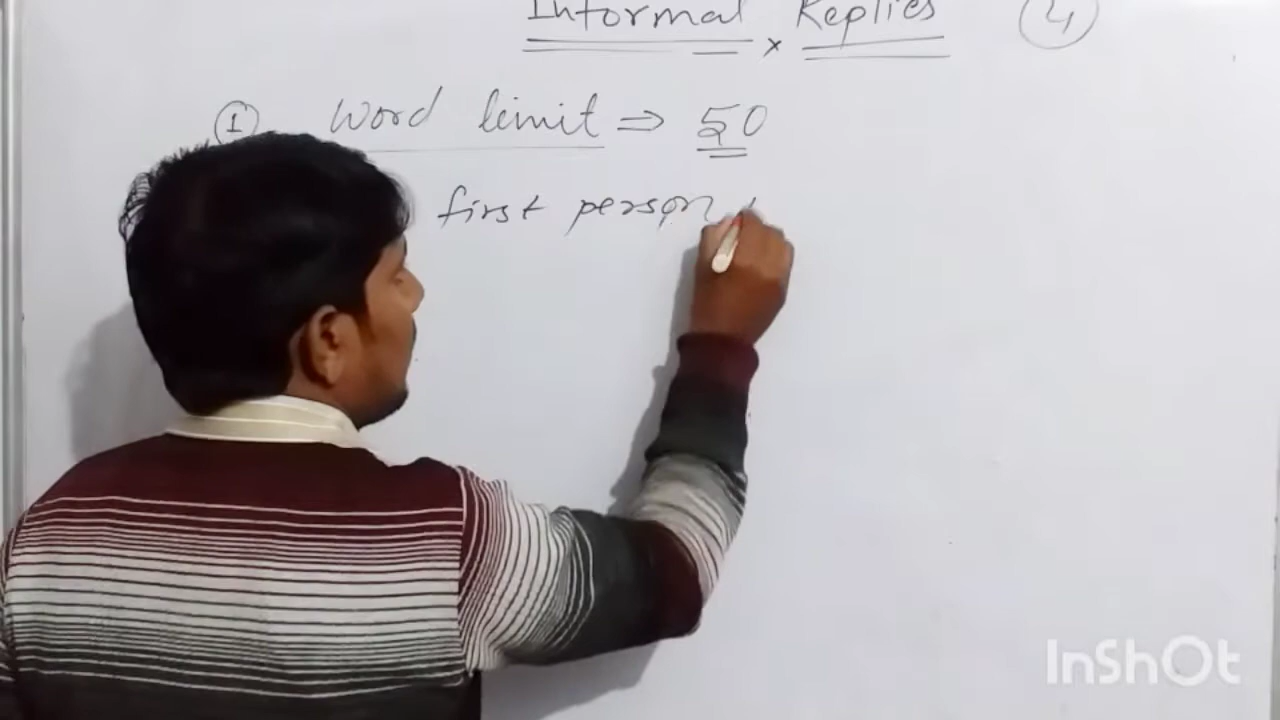 Informal Replies 4
1 Word limit ⇒ 50
first person
InShOt